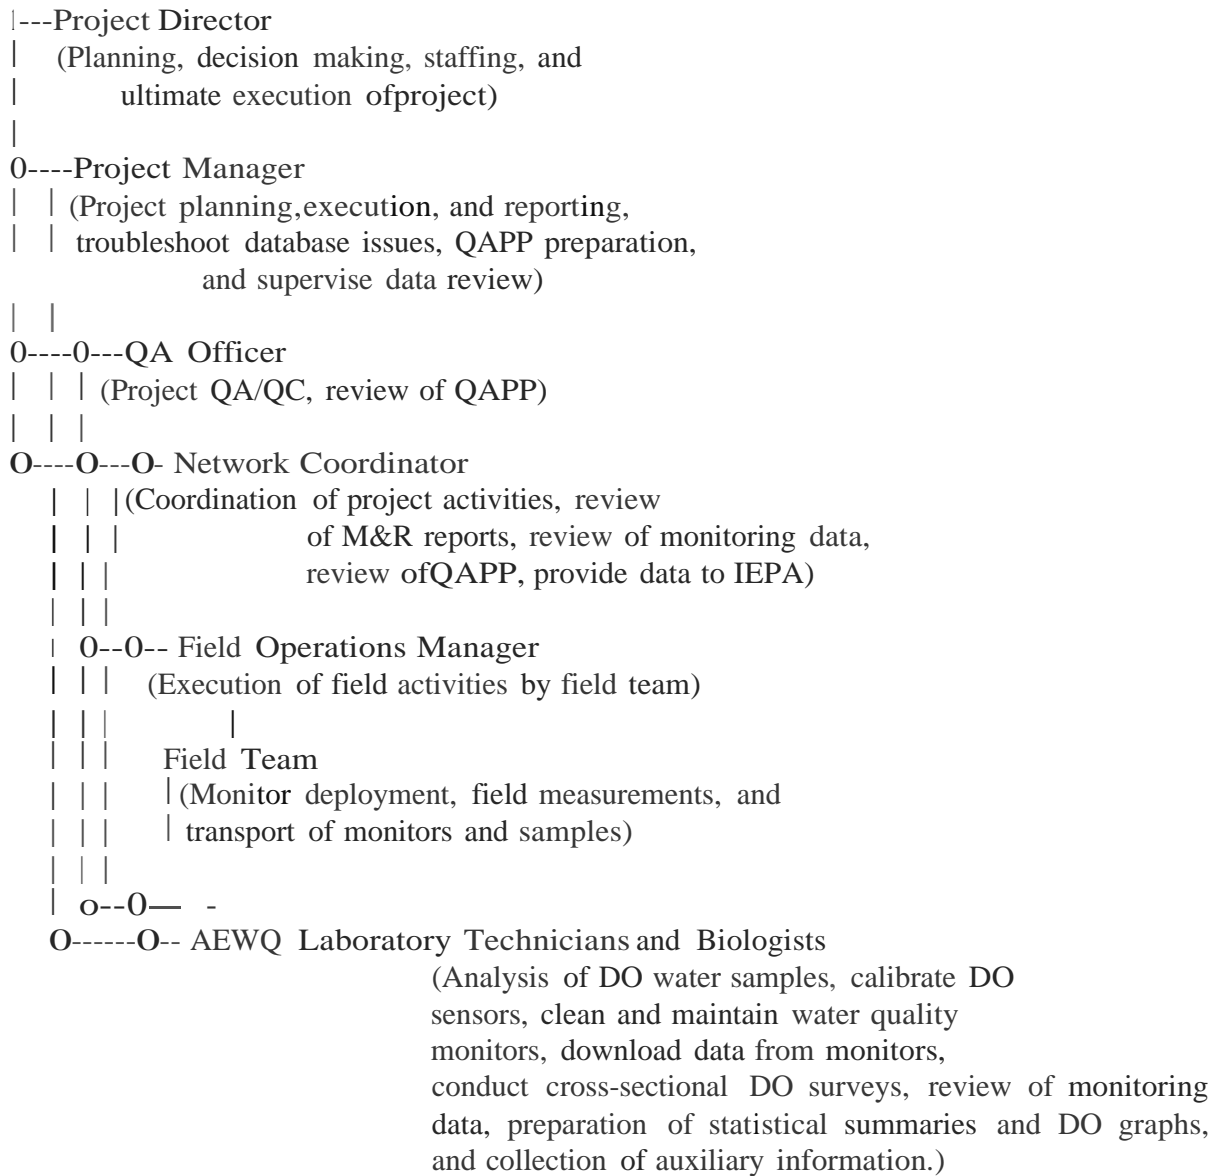 |---Project Director
| (Planning, decision making, staffing, and
| ultimate execution ofproject)
|
0----Project Manager
| | (Project planning,execution, and reporting,
| | troubleshoot database issues, QAPP preparation,
and supervise data review)
| |
0----0---QA Officer
| | | (Project QA/QC, review of QAPP)
| | |
O----O---O- Network Coordinator
| | | (Coordination of project activities, review
| | | of M&R reports, review of monitoring data,
| | | review ofQAPP, provide data to IEPA)
| | |
| 0--0-- Field Operations Manager
| | | (Execution of field activities by field team)
| | | |
| | | Field Team
| | | | (Monitor deployment, field measurements, and
| | | | transport of monitors and samples)
| | |
| o--0— -
O------O-- AEWQ Laboratory Technicians and Biologists
(Analysis of DO water samples, calibrate DO
sensors, clean and maintain water quality
monitors, download data from monitors,
conduct cross-sectional DO surveys, review of monitoring
data, preparation of statistical summaries and DO graphs,
and collection of auxiliary information.)